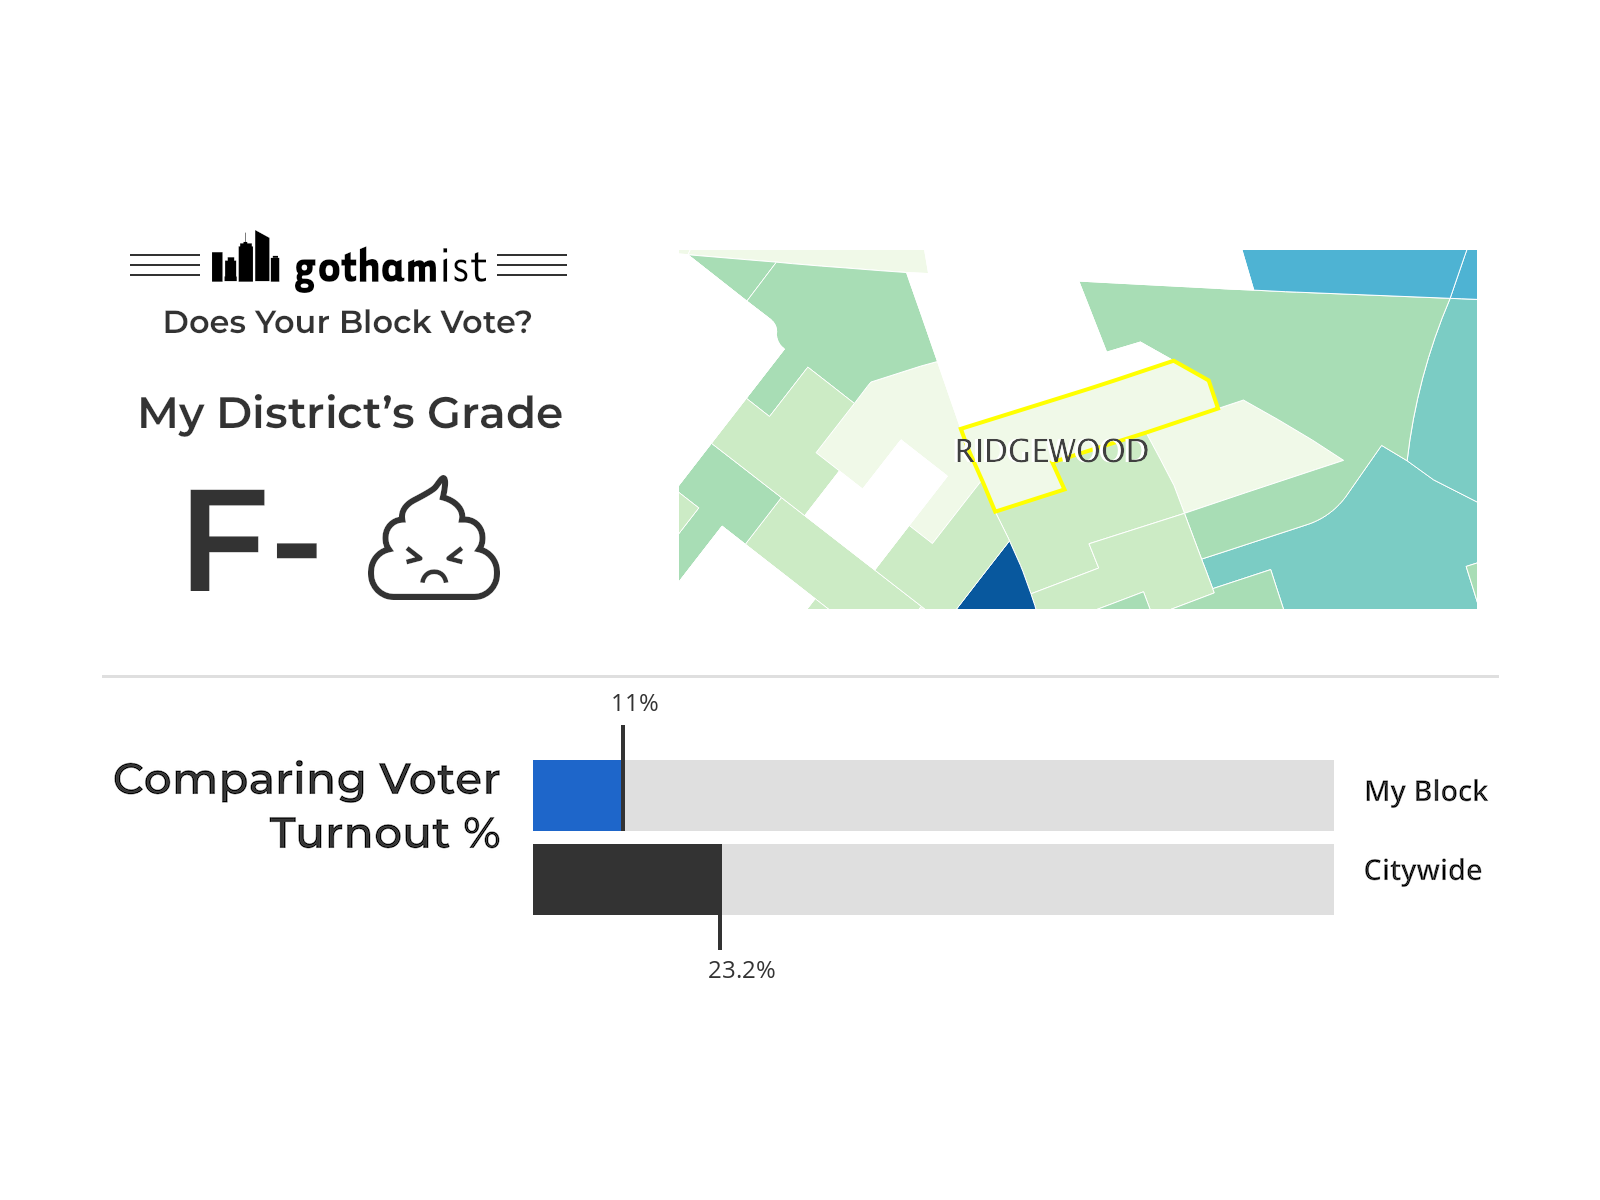 gothamist
Does Your Block Vote?
My District’s Grade
F-
RIDGEWOOD
11%
Comparing Voter
Turnout %
My Block
Citywide
23.2%